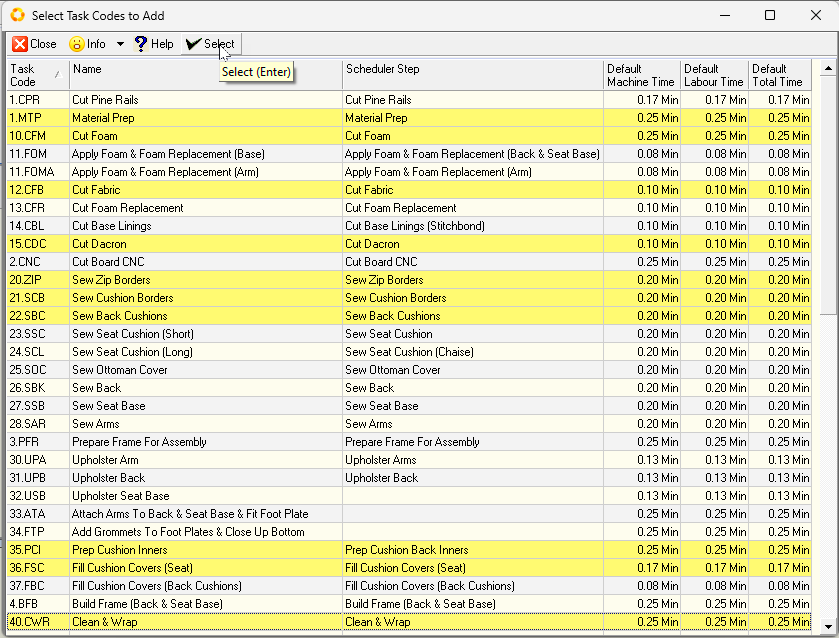 Select Task Codes to Add
Close Info Help Select
Select (Enter)
Task Code Name Scheduler Step Default Machine Time Default Labour Time Default Total Time
1.CPR Cut Pine Rails Cut Pine Rails 0.17 Min 0.17 Min 0.17 Min
1.MTP Material Prep Material Prep 0.25 Min 0.25 Min 0.25 Min
10.CFM Cut Foam Cut Foam 0.25 Min 0.25 Min 0.25 Min
11.FOM Apply Foam & Foam Replacement (Base) Apply Foam & Foam Replacement (Back & Seat Base) 0.08 Min 0.08 Min 0.08 Min
11.FOMA Apply Foam & Foam Replacement (Arm) Apply Foam & Foam Replacement (Arm) 0.08 Min 0.08 Min 0.08 Min
12.CFB Cut Fabric Cut Fabric 0.10 Min 0.10 Min 0.10 Min
13.CFR Cut Foam Replacement Cut Foam Replacement 0.10 Min 0.10 Min 0.10 Min
14.CBL Cut Base Linings Cut Base Linings (Stitchbond) 0.10 Min 0.10 Min 0.10 Min
15.CDC Cut Dacron Cut Dacron 0.10 Min 0.10 Min 0.10 Min
2.CNC Cut Board CNC Cut Board CNC 0.25 Min 0.25 Min 0.25 Min
20.ZIP Sew Zip Borders Sew Zip Borders 0.20 Min 0.20 Min 0.20 Min
21.SCB Sew Cushion Borders Sew Cushion Borders 0.20 Min 0.20 Min 0.20 Min
22.SBC Sew Back Cushions Sew Back Cushions 0.20 Min 0.20 Min 0.20 Min
23.SSC Sew Seat Cushion (Short) Sew Seat Cushion 0.20 Min 0.20 Min 0.20 Min
24.SCL Sew Seat Cushion (Long) Sew Seat Cushion (Chaise) 0.20 Min 0.20 Min 0.20 Min
25.SOC Sew Ottoman Cover Sew Ottoman Cover 0.20 Min 0.20 Min 0.20 Min
26.SBK Sew Back Sew Back 0.20 Min 0.20 Min 0.20 Min
27.SSB Sew Seat Base Sew Seat Base 0.20 Min 0.20 Min 0.20 Min
28.SAR Sew Arms Sew Arms 0.20 Min 0.20 Min 0.20 Min
3.PFR Prepare Frame For Assembly Prepare Frame For Assembly 0.25 Min 0.25 Min 0.25 Min
30.UPA Upholster Arm Upholster Arms 0.13 Min 0.13 Min 0.13 Min
31.UPB Upholster Back Upholster Back 0.13 Min 0.13 Min 0.13 Min
32.USB Upholster Seat Base 0.13 Min 0.13 Min 0.13 Min
33.ATA Attach Arms To Back & Seat Base & Fit Foot Plate 0.25 Min 0.25 Min 0.25 Min
34.FTP Add Grommets To Foot Plates & Close Up Bottom 0.25 Min 0.25 Min 0.25 Min
35.PCI Prep Cushion Inners Prep Cushion Back Inners 0.25 Min 0.25 Min 0.25 Min
36.FSC Fill Cushion Covers (Seat) Fill Cushion Covers (Seat) 0.17 Min 0.17 Min 0.17 Min
37.FBC Fill Cushion Covers (Back Cushions) Fill Cushion Covers (Back Cushions) 0.08 Min 0.08 Min 0.08 Min
4.BFB Build Frame (Back & Seat Base) Build Frame (Back & Seat Base) 0.25 Min 0.25 Min 0.25 Min
40.CWR Clean & Wrap Clean & Wrap 0.25 Min 0.25 Min 0.25 Min